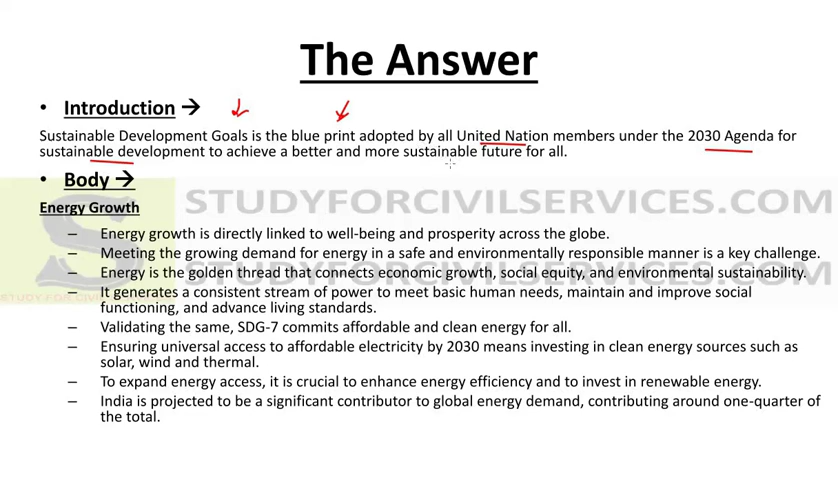 The Answer
• Introduction →
Sustainable Development Goals is the blue print adopted by all United Nation members under the 2030 Agenda for
sustainable development to achieve a better and more sustainable future for all.
• Body →
STUDYFORCIVILSERVICES.COM
Energy Growth
– Energy growth is directly linked to well-being and prosperity across the globe.
– Meeting the growing demand for energy in a safe and environmentally responsible manner is a key challenge.
STUDYFORCIVILSERVICES.COM
– Energy is the golden thread that connects economic growth, social equity, and environmental sustainability.
– It generates a consistent stream of power to meet basic human needs, maintain and improve social
STUDY FOR CIVIL SERVICES
functioning, and advance living standards.
– Validating the same, SDG-7 commits affordable and clean energy for all.
– Ensuring universal access to affordable electricity by 2030 means investing in clean energy sources such as
solar, wind and thermal.
– To expand energy access, it is crucial to enhance energy efficiency and to invest in renewable energy.
– India is projected to be a significant contributor to global energy demand, contributing around one-quarter of
the total.